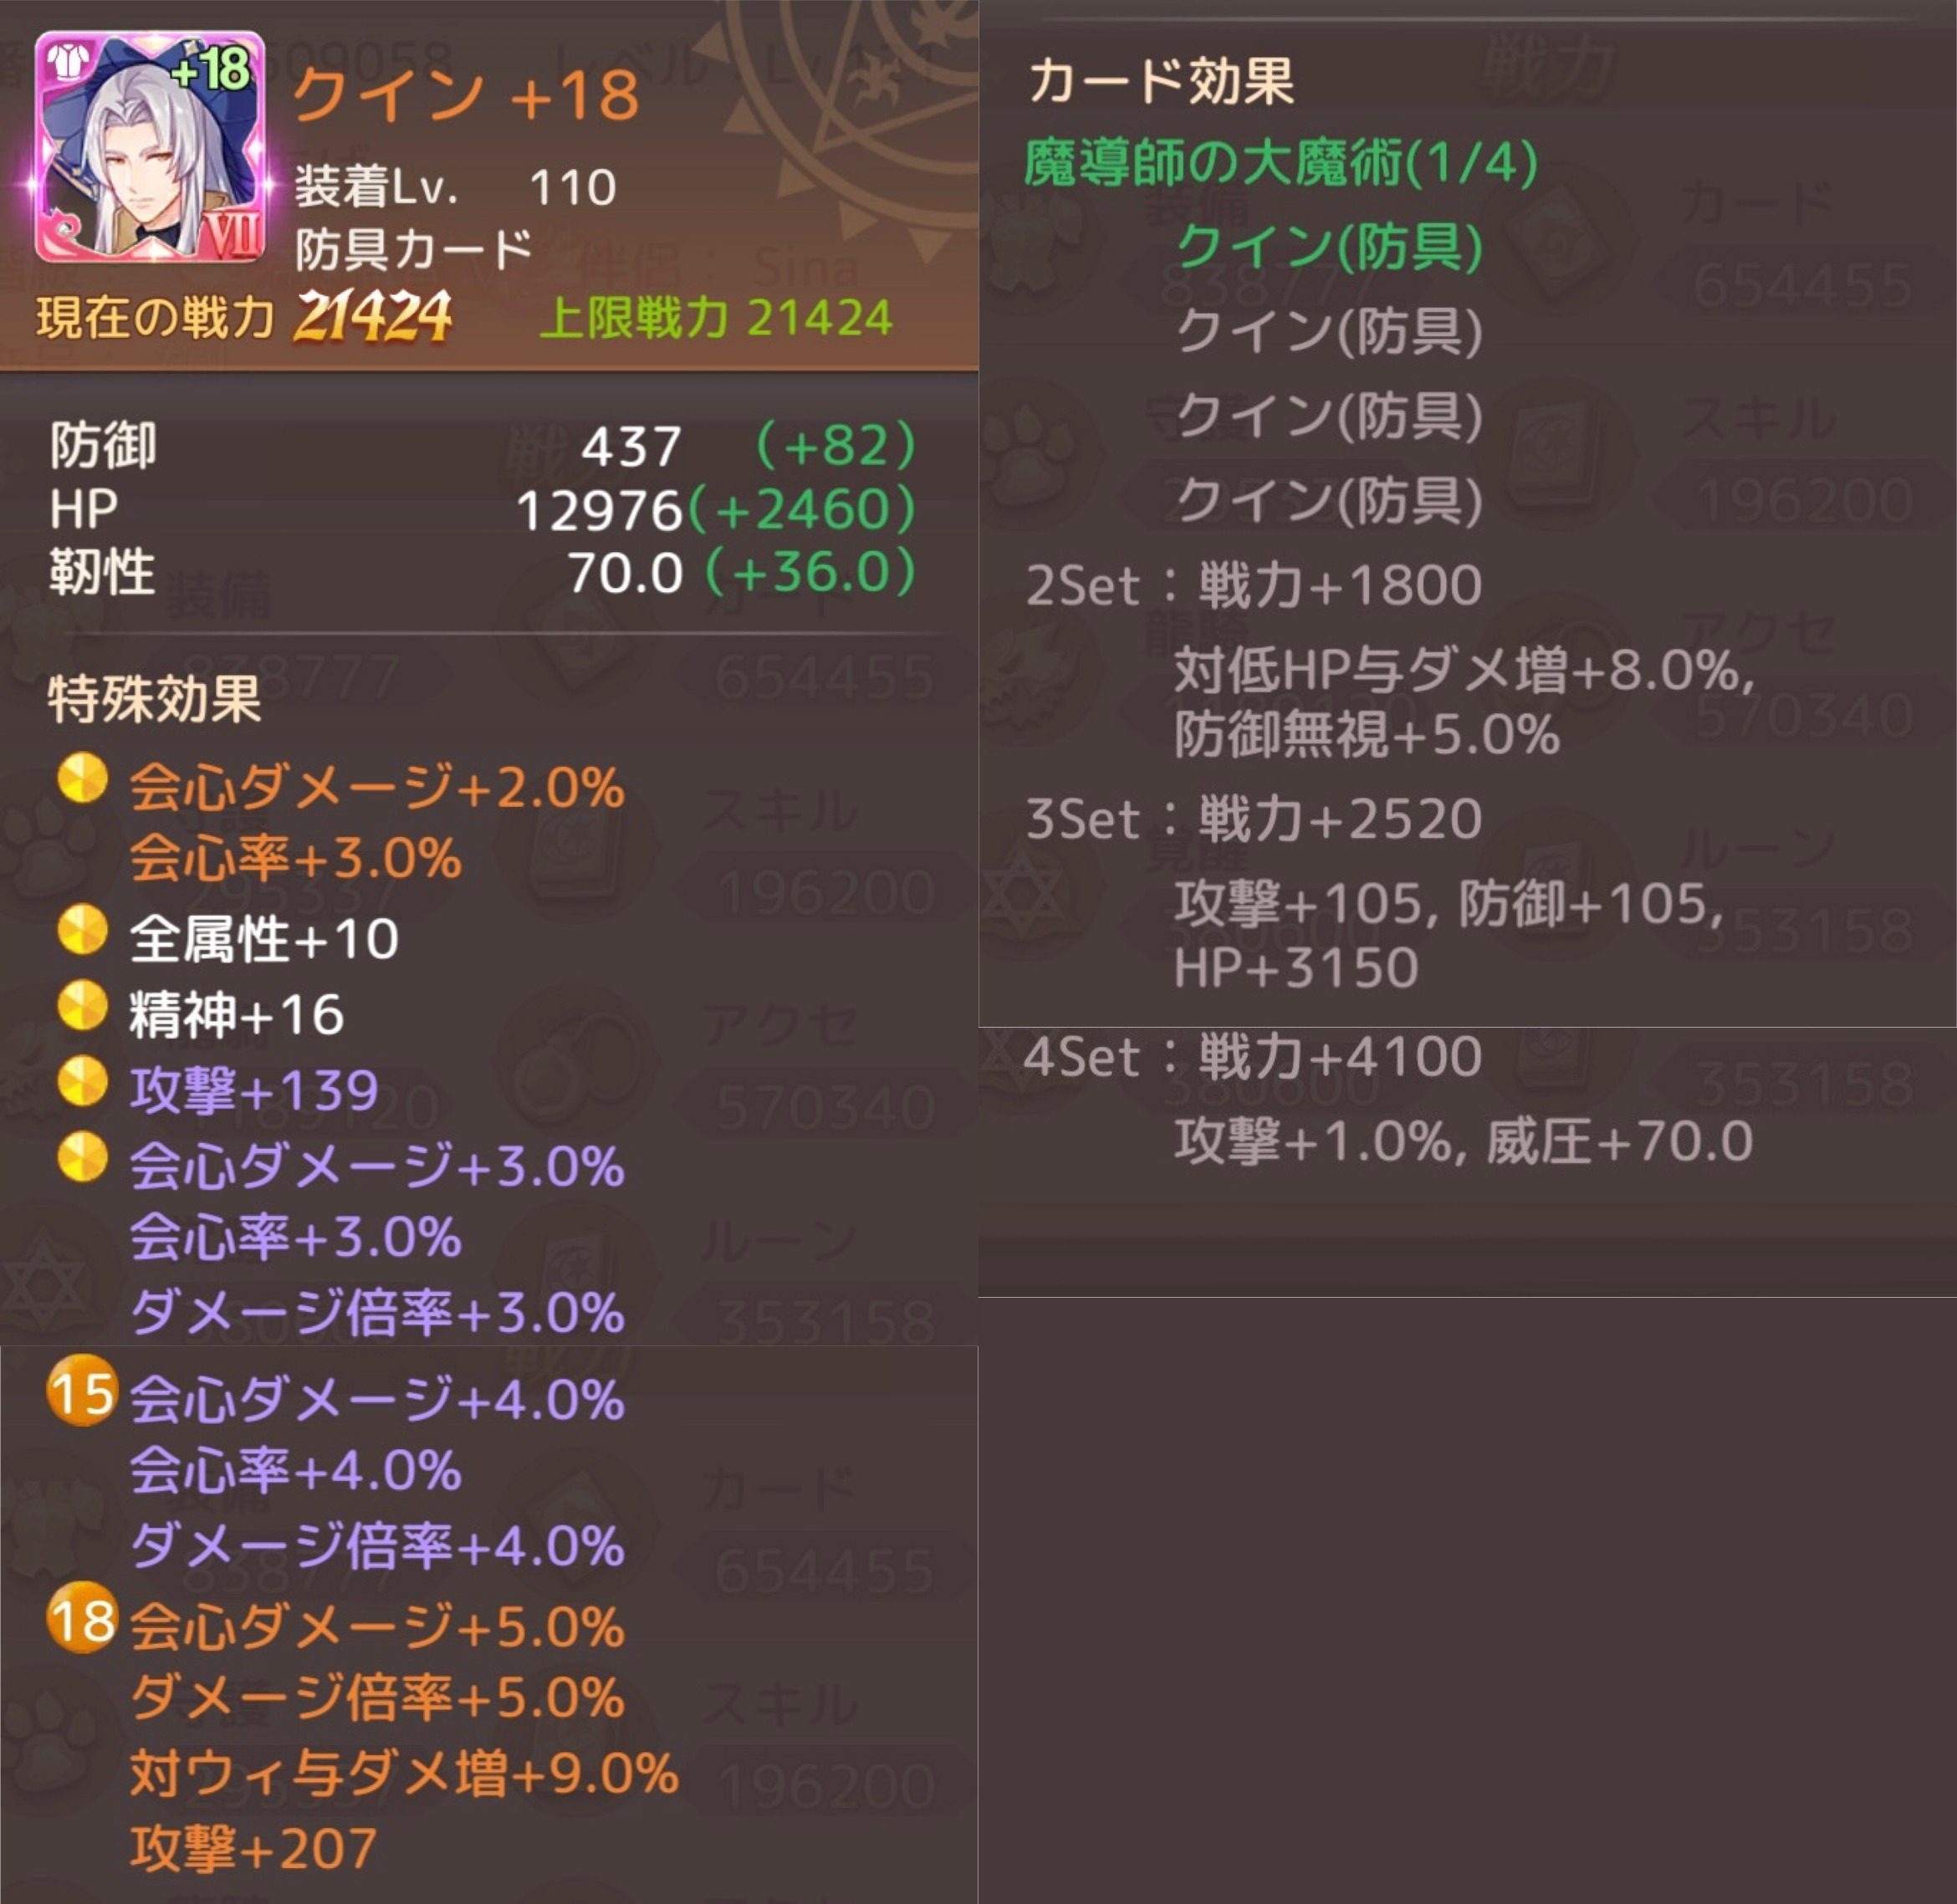 +18
VII
クイン +18
装着Lv. 110
防具カード
現在の戦力 21424 上限戦力 21424
防御 437 (+82)
HP 12976(+2460)
靭性 70.0 (+36.0)
特殊効果
会心ダメージ+2.0%
会心率+3.0%
全属性+10
精神+16
攻撃+139
会心ダメージ+3.0%
会心率+3.0%
ダメージ倍率+3.0%
15 会心ダメージ+4.0%
会心率+4.0%
ダメージ倍率+4.0%
18 会心ダメージ+5.0%
ダメージ倍率+5.0%
対ウィ与ダメ増+9.0%
攻撃+207
カード効果
魔導師の大魔術(1/4)
クイン(防具)
クイン(防具)
クイン(防具)
クイン(防具)
2Set：戦力+1800
対低HP与ダメ増+8.0%,
防御無視+5.0%
3Set：戦力+2520
攻撃+105, 防御+105,
HP+3150
4Set：戦力+4100
攻撃+1.0%, 威圧+70.0